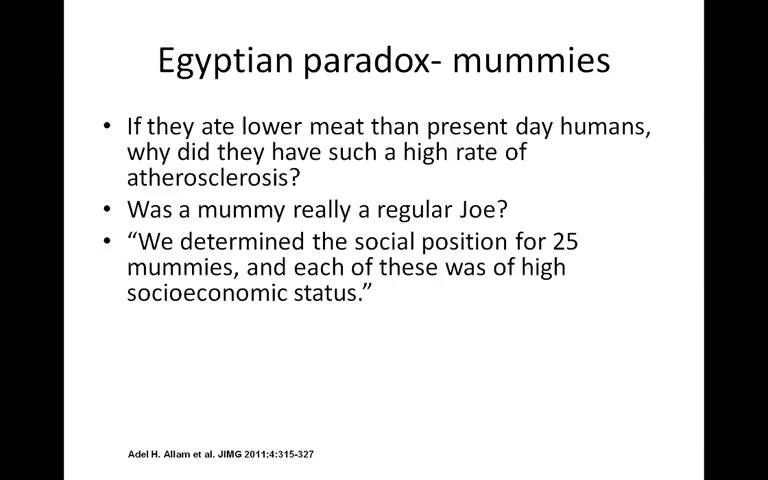 Egyptian paradox- mummies
• If they ate lower meat than present day humans,
why did they have such a high rate of
atherosclerosis?
• Was a mummy really a regular Joe?
• “We determined the social position for 25
mummies, and each of these was of high
socioeconomic status.”
Adel H. Allam et al. JIMG 2011;4:315-327